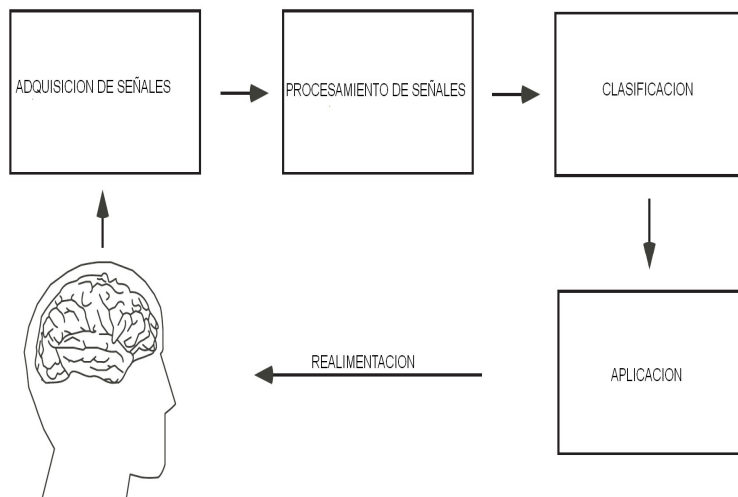 ADQUISICION DE SEÑALES
PROCESAMIENTO DE SEÑALES
CLASIFICACION
REALIMENTACION
APLICACION